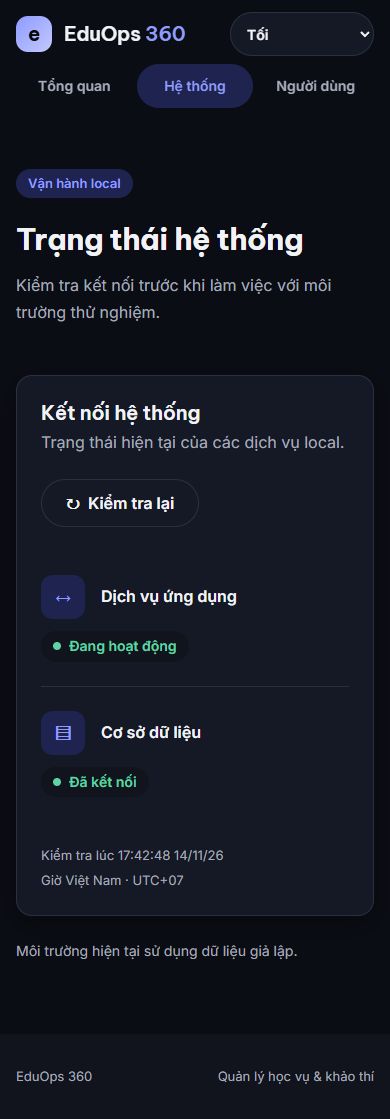 e EduOps 360
Tối
Tổng quan
Hệ thống
Người dùng
Vận hành local
Trạng thái hệ thống
Kiểm tra kết nối trước khi làm việc với môi
trường thử nghiệm.
Kết nối hệ thống
Trạng thái hiện tại của các dịch vụ local.
↻ Kiểm tra lại
↔ Dịch vụ ứng dụng
Đang hoạt động
▤ Cơ sở dữ liệu
Đã kết nối
Kiểm tra lúc 17:42:48 14/11/26
Giờ Việt Nam · UTC+07
Môi trường hiện tại sử dụng dữ liệu giả lập.
EduOps 360
Quản lý học vụ & khảo thí